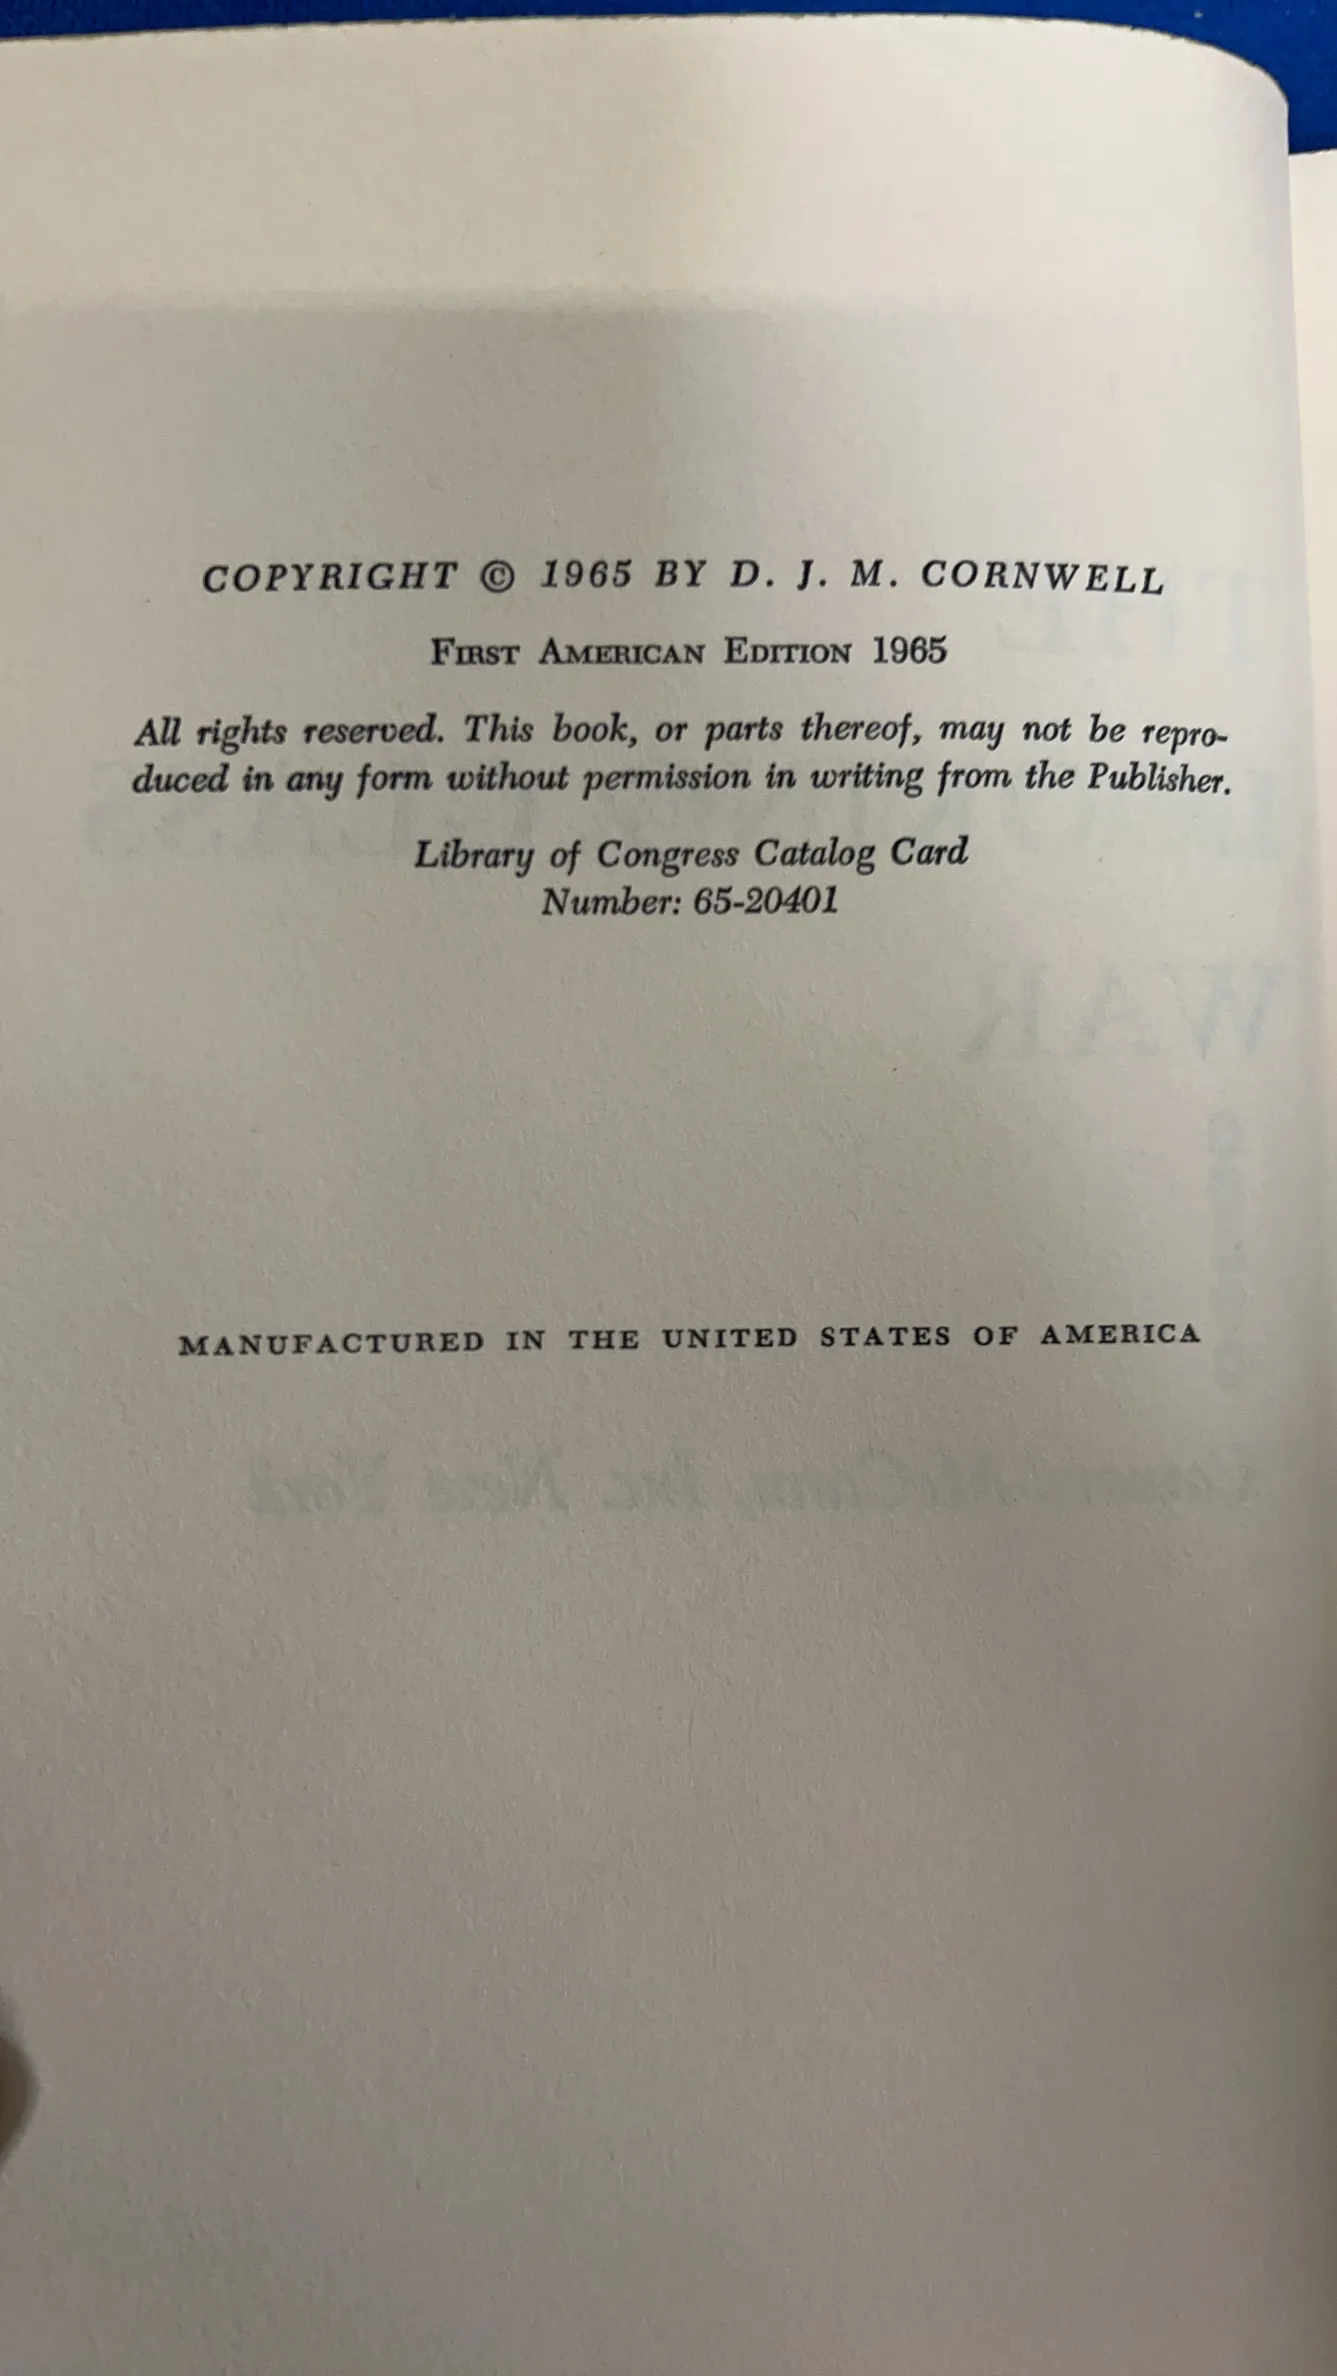 COPYRIGHT © 1965 BY D. J. M. CORNWELL
FIRST AMERICAN EDITION 1965
All rights reserved. This book, or parts thereof, may not be repro-
duced in any form without permission in writing from the Publisher.
Library of Congress Catalog Card
Number: 65-20401
MANUFACTURED IN THE UNITED STATES OF AMERICA